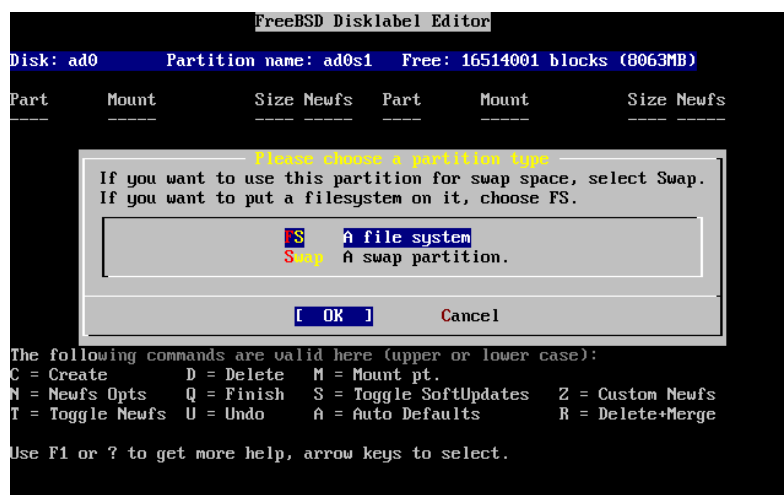 FreeBSD Disklabel Editor
Disk: ad0 Partition name: ad0s1 Free: 16514001 blocks (8063MB)
Part Mount Size Newfs Part Mount Size Newfs
---- ----- ---- ----- ---- ----- ---- -----
Please choose a partition type
If you want to use this partition for swap space, select Swap.
If you want to put a filesystem on it, choose FS.
FS A file system
Swap A swap partition.
[ OK ] Cancel
The following commands are valid here (upper or lower case):
C = Create D = Delete M = Mount pt.
N = Newfs Opts Q = Finish S = Toggle SoftUpdates Z = Custom Newfs
T = Toggle Newfs U = Undo A = Auto Defaults R = Delete+Merge
Use F1 or ? to get more help, arrow keys to select.